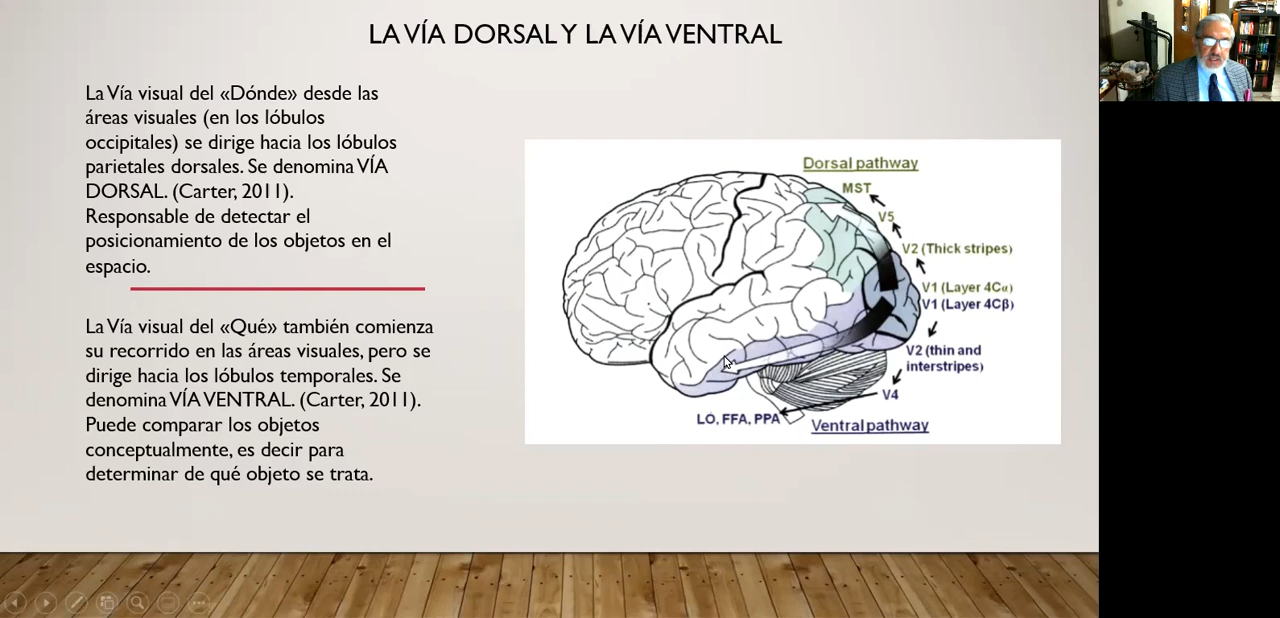 LA VÍA DORSAL Y LA VÍA VENTRAL
La Vía visual del «Dónde» desde las
áreas visuales (en los lóbulos
occipitales) se dirige hacia los lóbulos
parietales dorsales. Se denomina VÍA
DORSAL. (Carter, 2011).
Responsable de detectar el
posicionamiento de los objetos en el
espacio.
La Vía visual del «Qué» también comienza
su recorrido en las áreas visuales, pero se
dirige hacia los lóbulos temporales. Se
denomina VÍA VENTRAL. (Carter, 2011).
Puede comparar los objetos
conceptualmente, es decir para
determinar de qué objeto se trata.
Dorsal pathway
MST
V5
V2 (Thick stripes)
V1 (Layer 4Cα)
V1 (Layer 4Cβ)
V2 (thin and
interstripes)
V4
LO, FFA, PPA
Ventral pathway